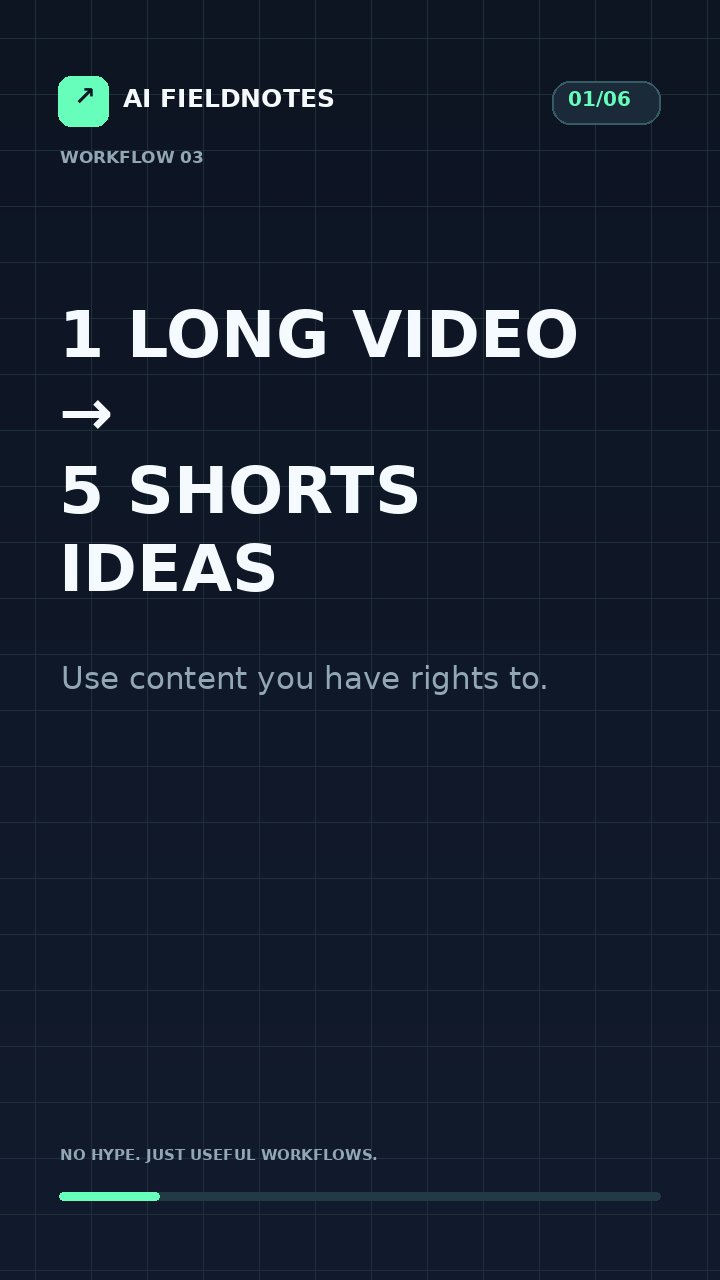 ↗ AI FIELDNOTES
01/06
WORKFLOW 03
1 LONG VIDEO
→
5 SHORTS
IDEAS
Use content you have rights to.
NO HYPE. JUST USEFUL WORKFLOWS.